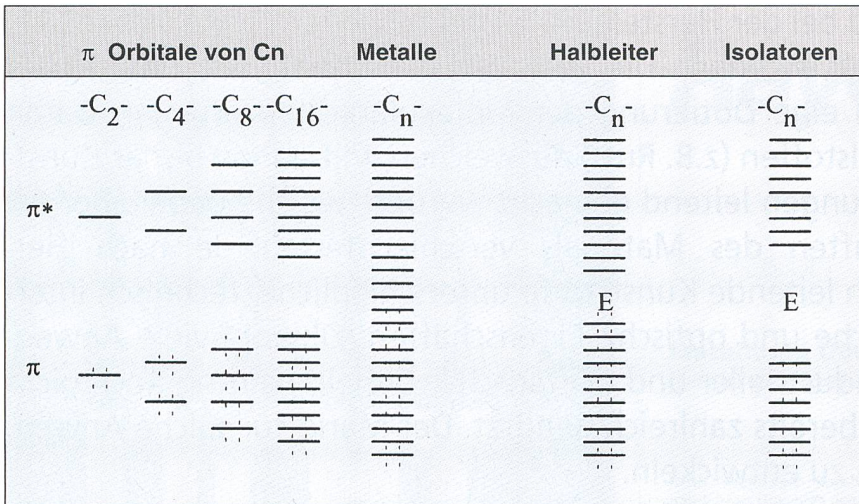 π Orbitale von Cn Metalle Halbleiter Isolatoren
-C2- -C4- -C8- -C16- -Cn- -Cn- -Cn-
π*
E E
π